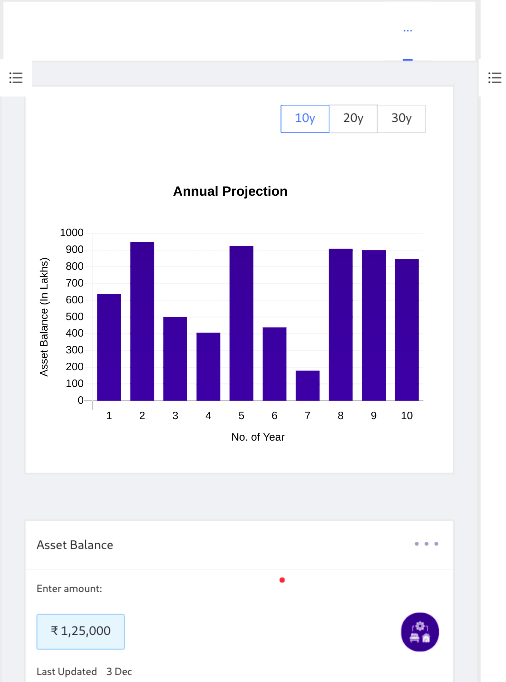 ...
10y 20y 30y
Annual Projection
Asset Balance (In Lakhs)
1000
900
800
700
600
500
400
300
200
100
0
1 2 3 4 5 6 7 8 9 10
No. of Year
Asset Balance
Enter amount:
₹ 1,25,000
Last Updated 3 Dec